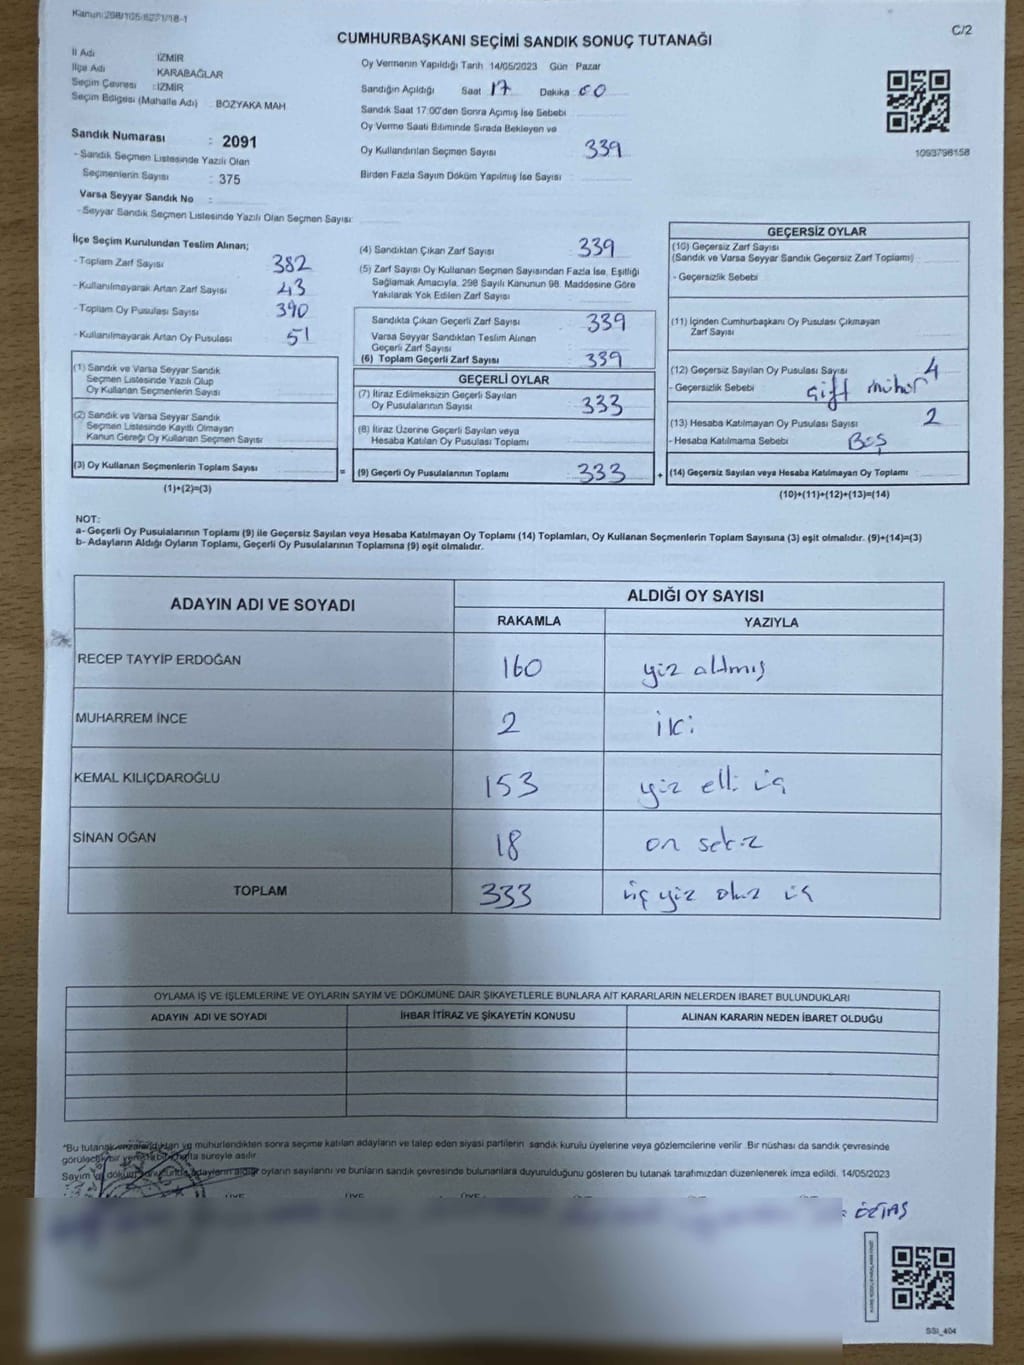 Kanun:298/105
C/2
CUMHURBAŞKANI SEÇİMİ SANDIK SONUÇ TUTANAĞI
İl Adı : İZMİR
İlçe Adı KARABAĞLAR
Seçim Çevresi : İZMİR
Seçim Bölgesi (Mahalle Adı) : BOZYAKA MAH
Sandık Numarası : 2091
- Sandık Seçmen Listesinde Yazılı Olan
Seçmenlerin Sayısı : 375
Varsa Seyyar Sandık No :
- Seyyar Sandık Seçmen Listesinde Yazılı Olan Seçmen Sayısı:
Oy Vermenin Yapıldığı Tarih 14/05/2023 Gün Pazar
Sandığın Açıldığı Saat 17 Dakika 00
Sandık Saat 17:00'den Sonra Açımış İse Sebebi
Oy Verme Saati Bitiminde Sırada Bekleyen ve
Oy Kullandırılan Seçmen Sayısı 339
Birden Fazla Sayım Döküm Yapılmış İse Sayısı
1093798158
İlçe Seçim Kurulundan Teslim Alınan;
- Toplam Zarf Sayısı 382
- Kullanılmayarak Artan Zarf Sayısı 43
- Toplam Oy Pusulası Sayısı 390
- Kullanılmayarak Artan Oy Pusulası 51
(1) Sandık ve Varsa Seyyar Sandık
Seçmen Listesinde Yazılı Olup
Oy Kullanan Seçmenlerin Sayısı
(2) Sandık ve Varsa Seyyar Sandık
Seçmen Listesinde Kayıtlı Olmayan
Kanun Gereği Oy Kullanan Seçmen Sayısı
(3) Oy Kullanan Seçmenlerin Toplam Sayısı
(1)+(2)=(3)
=
(4) Sandıktan Çıkan Zarf Sayısı 339
(5) Zarf Sayısı Oy Kullanan Seçmen Sayısından Fazla İse, Eşitliği
Sağlamak Amacıyla, 298 Sayılı Kanunun 98. Maddesine Göre
Yakılarak Yok Edilen Zarf Sayısı
Sandıkta Çıkan Geçerli Zarf Sayısı 339
Varsa Seyyar Sandıktan Teslim Alınan
Geçerli Zarf Sayısı
(6) Toplam Geçerli Zarf Sayısı 339
GEÇERLİ OYLAR
(7) İtiraz Edilmeksizin Geçerli Sayılan
Oy Pusulalarının Sayısı 333
(8) İtiraz Üzerine Geçerli Sayılan veya
Hesaba Katılan Oy Pusulası Toplamı
(9) Geçerli Oy Pusulalarının Toplamı 333
+
GEÇERSİZ OYLAR
(10) Geçersiz Zarf Sayısı
(Sandık ve Varsa Seyyar Sandık Geçersiz Zarf Toplamı)
- Geçersizlik Sebebi
(11) İçinden Cumhurbaşkanı Oy Pusulası Çıkmayan
Zarf Sayısı
(12) Geçersiz Sayılan Oy Pusulası Sayısı 4
- Geçersizlik Sebebi çift mühür
(13) Hesaba Katılmayan Oy Pusulası Sayısı 2
- Hesaba Katılmama Sebebi Boş
(14) Geçersiz Sayılan veya Hesaba Katılmayan Oy Toplamı
(10)+(11)+(12)+(13)=(14)
NOT:
a- Geçerli Oy Pusulalarının Toplamı (9) ile Geçersiz Sayılan veya Hesaba Katılmayan Oy Toplamı (14) Toplamları, Oy Kullanan Seçmenlerin Toplam Sayısına (3) eşit olmalıdır. (9)+(14)=(3)
b- Adayların Aldığı Oyların Toplamı, Geçerli Oy Pusulalarının Toplamına (9) eşit olmalıdır.
ADAYIN ADI VE SOYADI
ALDIĞI OY SAYISI
RAKAMLA YAZIYLA
RECEP TAYYİP ERDOĞAN 160 yüz altmış
MUHARREM İNCE 2 iki
KEMAL KILIÇDAROĞLU 153 yüz elli üç
SİNAN OĞAN 18 on sekiz
TOPLAM 333 üç yüz otuz üç
OYLAMA İŞ VE İŞLEMLERİNE VE OYLARIN SAYIM VE DÖKÜMÜNE DAİR ŞİKAYETLERLE BUNLARA AİT KARARLARIN NELERDEN İBARET BULUNDUKLARI
ADAYIN ADI VE SOYADI İHBAR İTİRAZ VE ŞİKAYETİN KONUSU ALINAN KARARIN NEDEN İBARET OLDUĞU
*Bu tutanak imzalandıktan ve mühürlendikten sonra seçime katılan adayların ve talep eden siyasi partilerin sandık kurulu üyelerine veya gözlemcilerine verilir. Bir nüshası da sandık çevresinde
görülecek bir yere bir hafta süreyle asılır.
Sayım ve döküm sonunda adayların aldığı oyların sayılarını ve bunların sandık çevresinde bulunanlara duyurulduğunu gösteren bu tutanak tarafımızdan düzenlenerek imza edildi. 14/05/2023
ÜYE ÜYE ÜYE
ÖZTAŞ
SSI_404